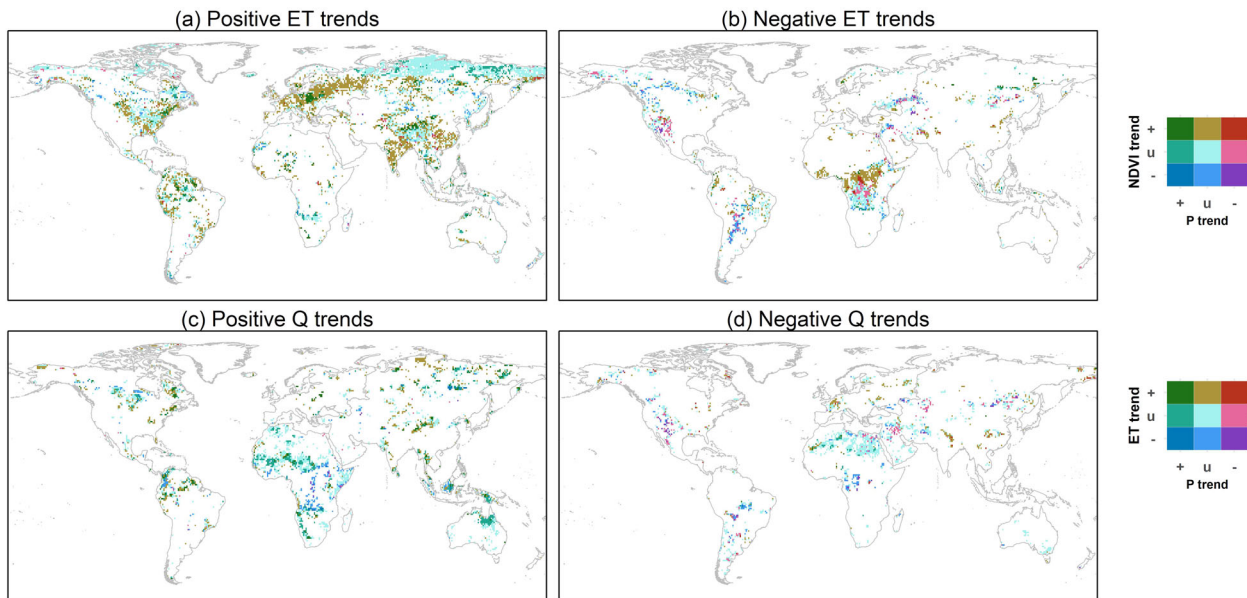 (a) Positive ET trends
(b) Negative ET trends
NDVI trend
+
u
-
+ u -
P trend
(c) Positive Q trends
(d) Negative Q trends
ET trend
+
u
-
+ u -
P trend